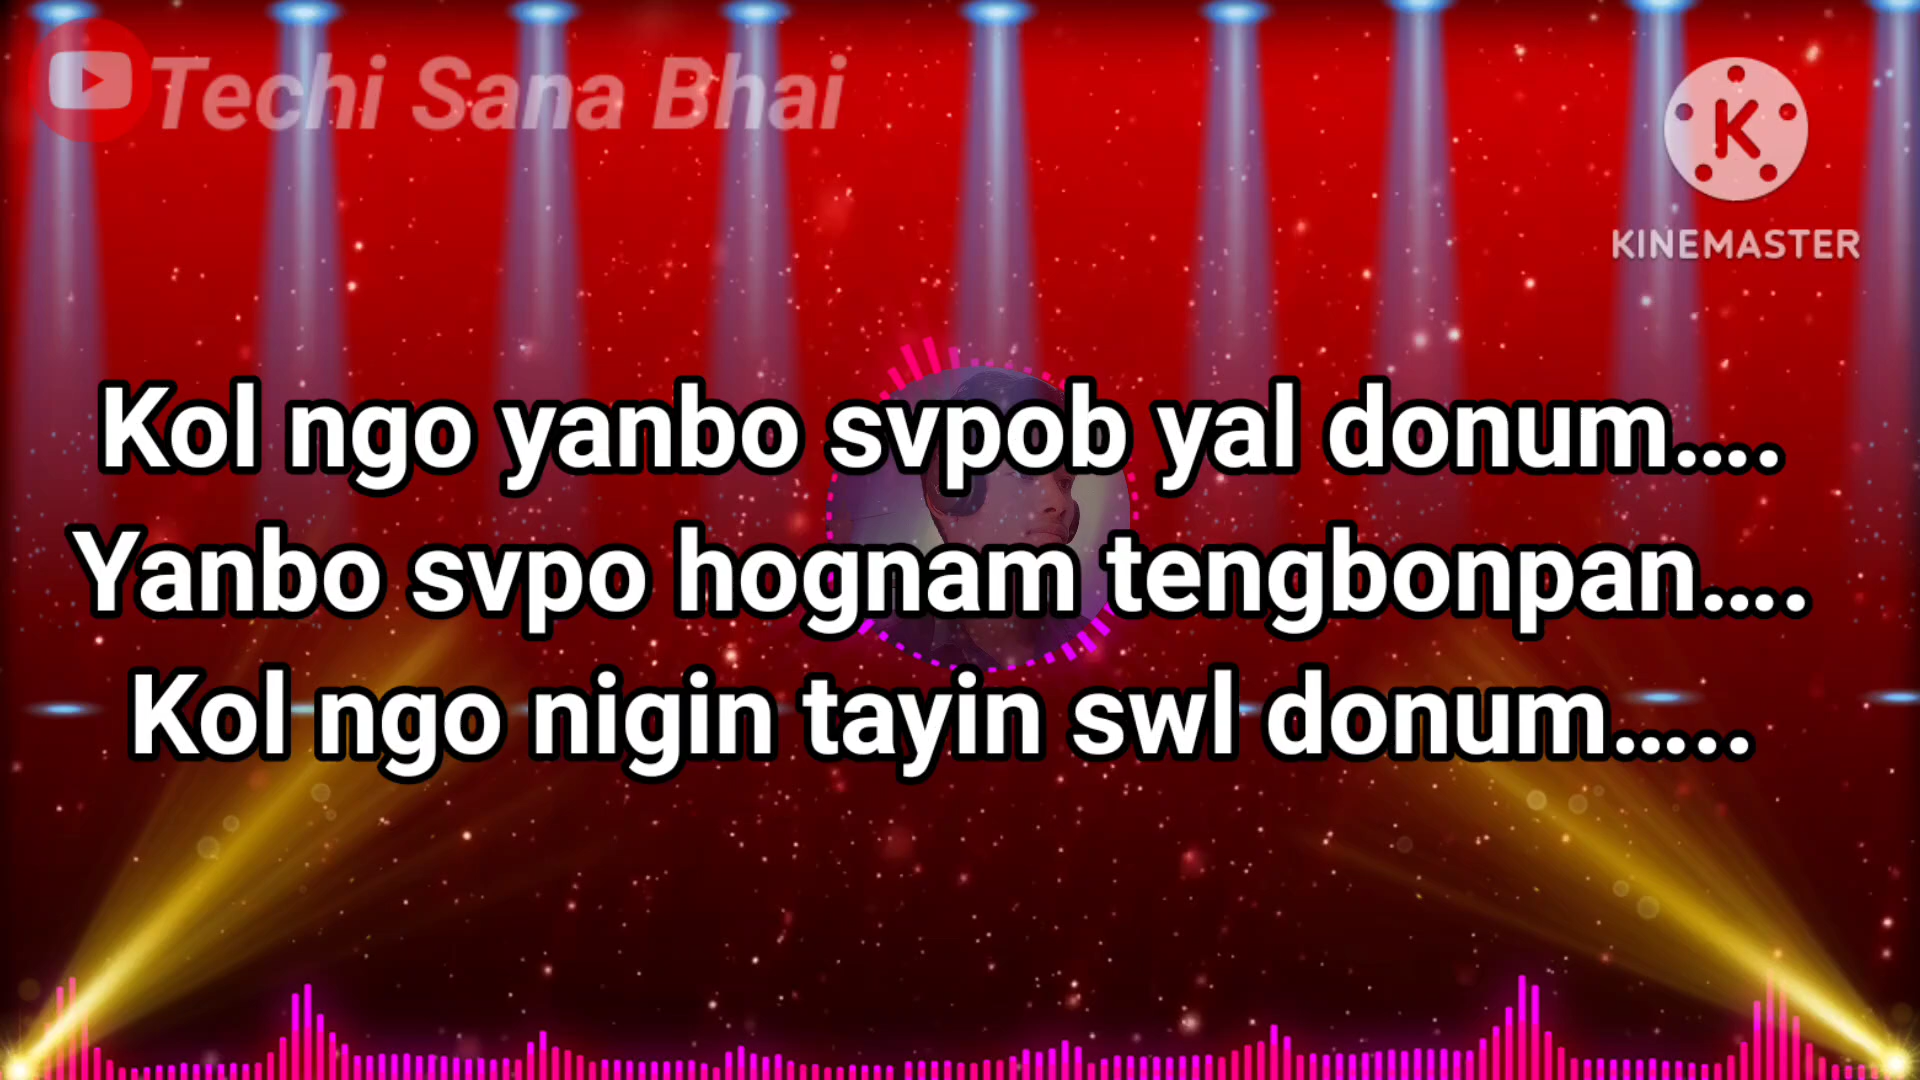 Techi Sana Bhai
K
KINEMASTER
Kol ngo yanbo svpob yal donum....
Yanbo svpo hognam tengbonpan....
Kol ngo nigin tayin swl donum.....